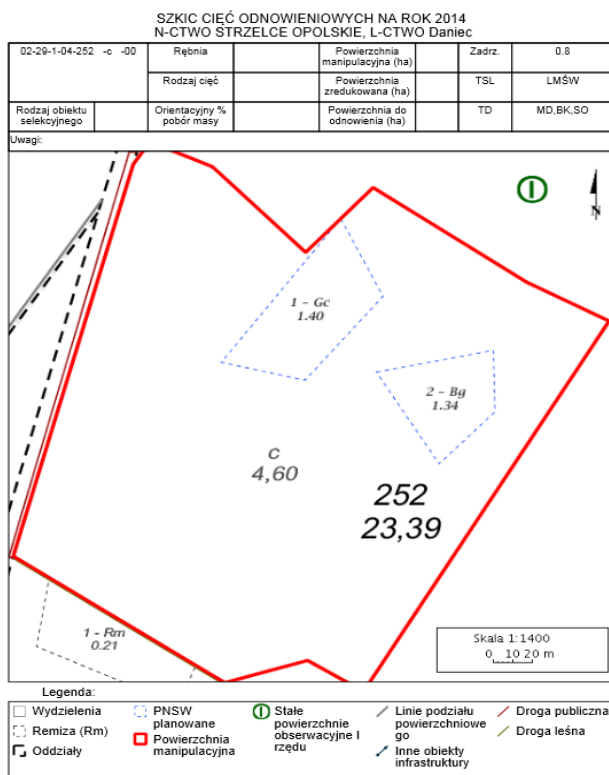 SZKIC CIĘĆ ODNOWIENIOWYCH NA ROK 2014
N-CTWO STRZELCE OPOLSKIE, L-CTWO Daniec
02-29-1-04-252 -c -00
Rębnia
Powierzchnia
manipulacyjna (ha)
Zadrz.
0.8
Rodzaj cięć
Powierzchnia
zredukowana (ha)
TSL
LMŚW
Rodzaj obiektu
selekcyjnego
Orientacyjny %
pobór masy
Powierzchnia do
odnowienia (ha)
TD
MD,BK,SO
Uwagi:
N
1 - Gc
1.40
2 - Bg
1.34
c
4,60
252
23,39
1 - Rm
0.21
Skala 1:1400
0 10 20 m
Legenda:
Wydzielenia
Remiza (Rm)
Oddziały
PNSW
planowane
Powierzchnia
manipulacyjna
Stałe
powierzchnie
obserwacyjne I
rzędu
Linie podziału
powierzchniowe
go
Inne obiekty
infrastruktury
Droga publiczna
Droga leśna